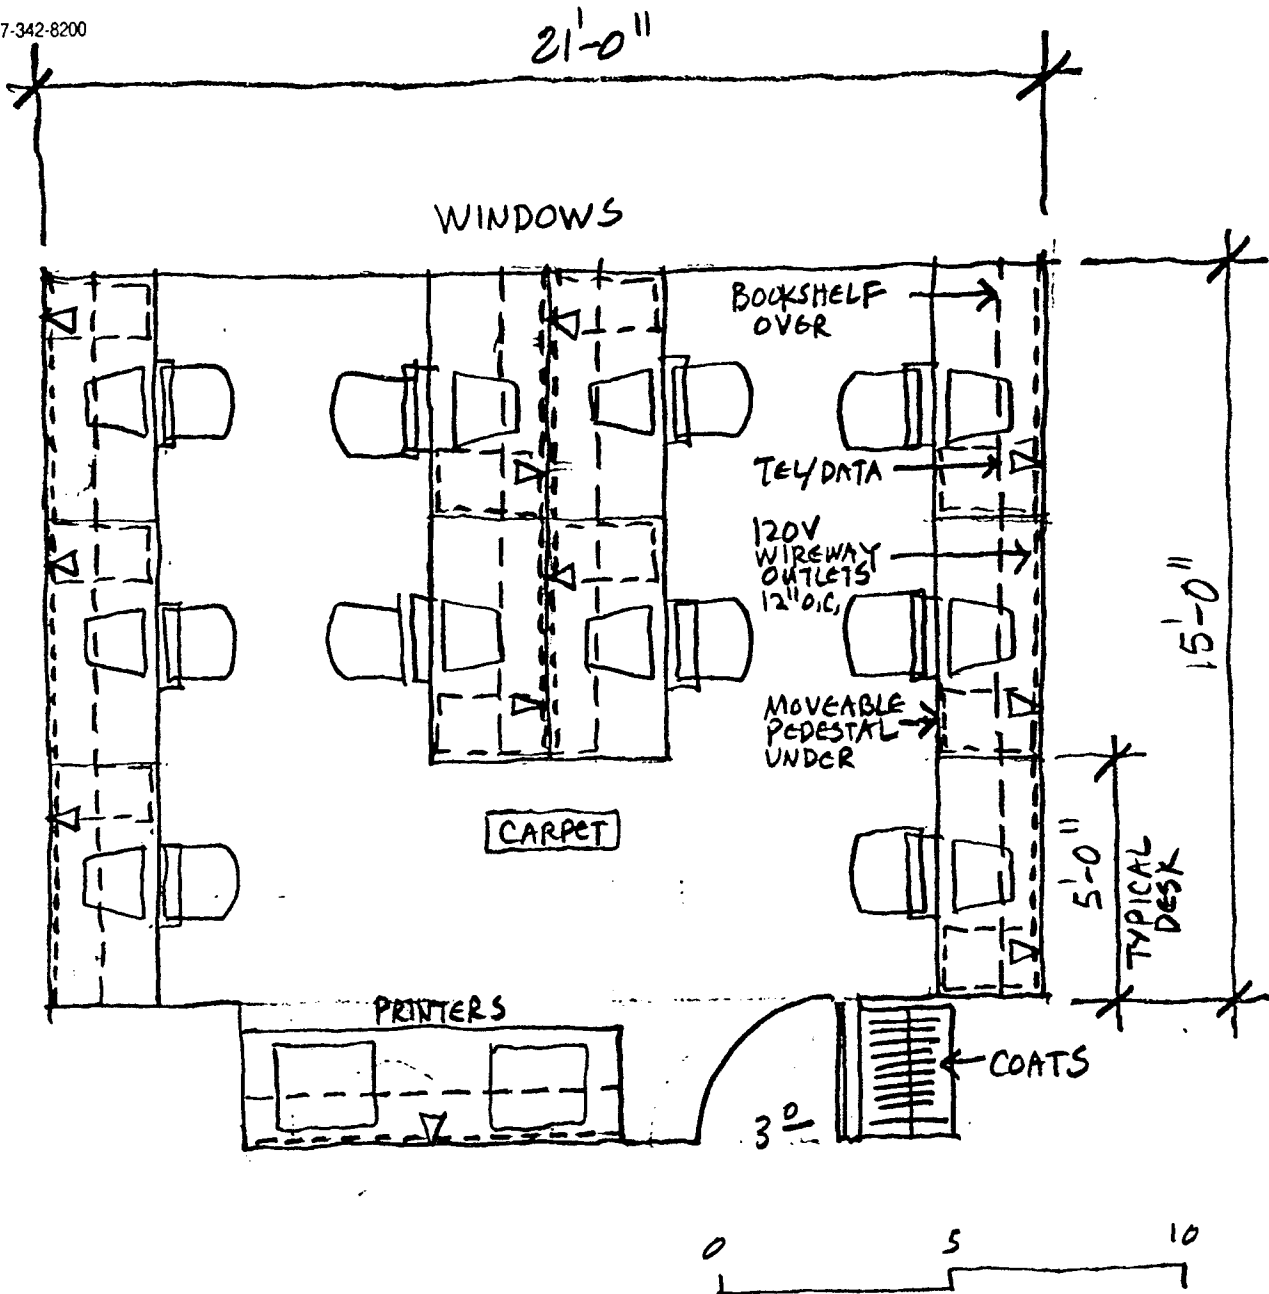 7-342-8200
21'-0"
WINDOWS
BOOKSHELF
OVER
TEL/DATA
120V
WIREWAY
OUTLETS
12"O.C.
15'-0"
MOVEABLE
PEDESTAL
UNDER
CARPET
5'-0"
TYPICAL
DESK
PRINTERS
COATS
3 0
0 5 10